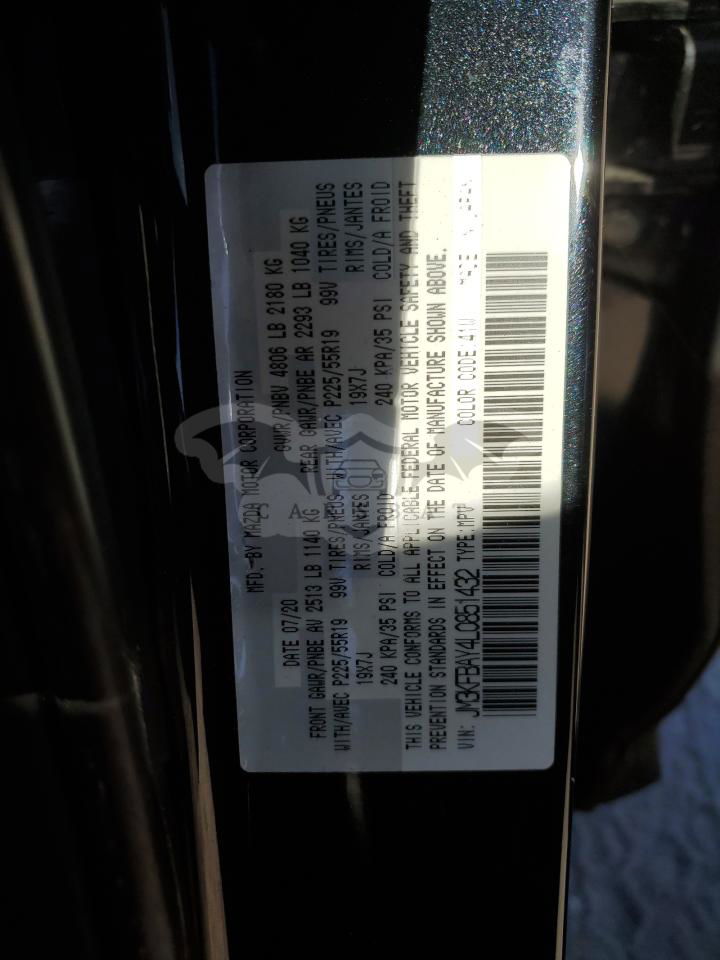 MFD. BY MAZDA MOTOR CORPORATION
DATE 07/20 GVWR/PNBV 4806 LB 2180 KG
FRONT GAWR/PNBE AV 2513 LB 1140 KG REAR GAWR/PNBE AR 2293 LB 1040 KG
WITH/AVEC P225/55R19 99V TIRES/PNEUS WITH/AVEC P225/55R19 99V TIRES/PNEUS
19X7J RIMS/JANTES 19X7J RIMS/JANTES
240 KPA/35 PSI COLD/A FROID 240 KPA/35 PSI COLD/A FROID
THIS VEHICLE CONFORMS TO ALL APPLICABLE FEDERAL MOTOR VEHICLE SAFETY AND THEFT
PREVENTION STANDARDS IN EFFECT ON THE DATE OF MANUFACTURE SHOWN ABOVE.
VIN: JM3KFBAY4L0851432 TYPE:MPV COLOR CODE:41W MADE IN JAPAN